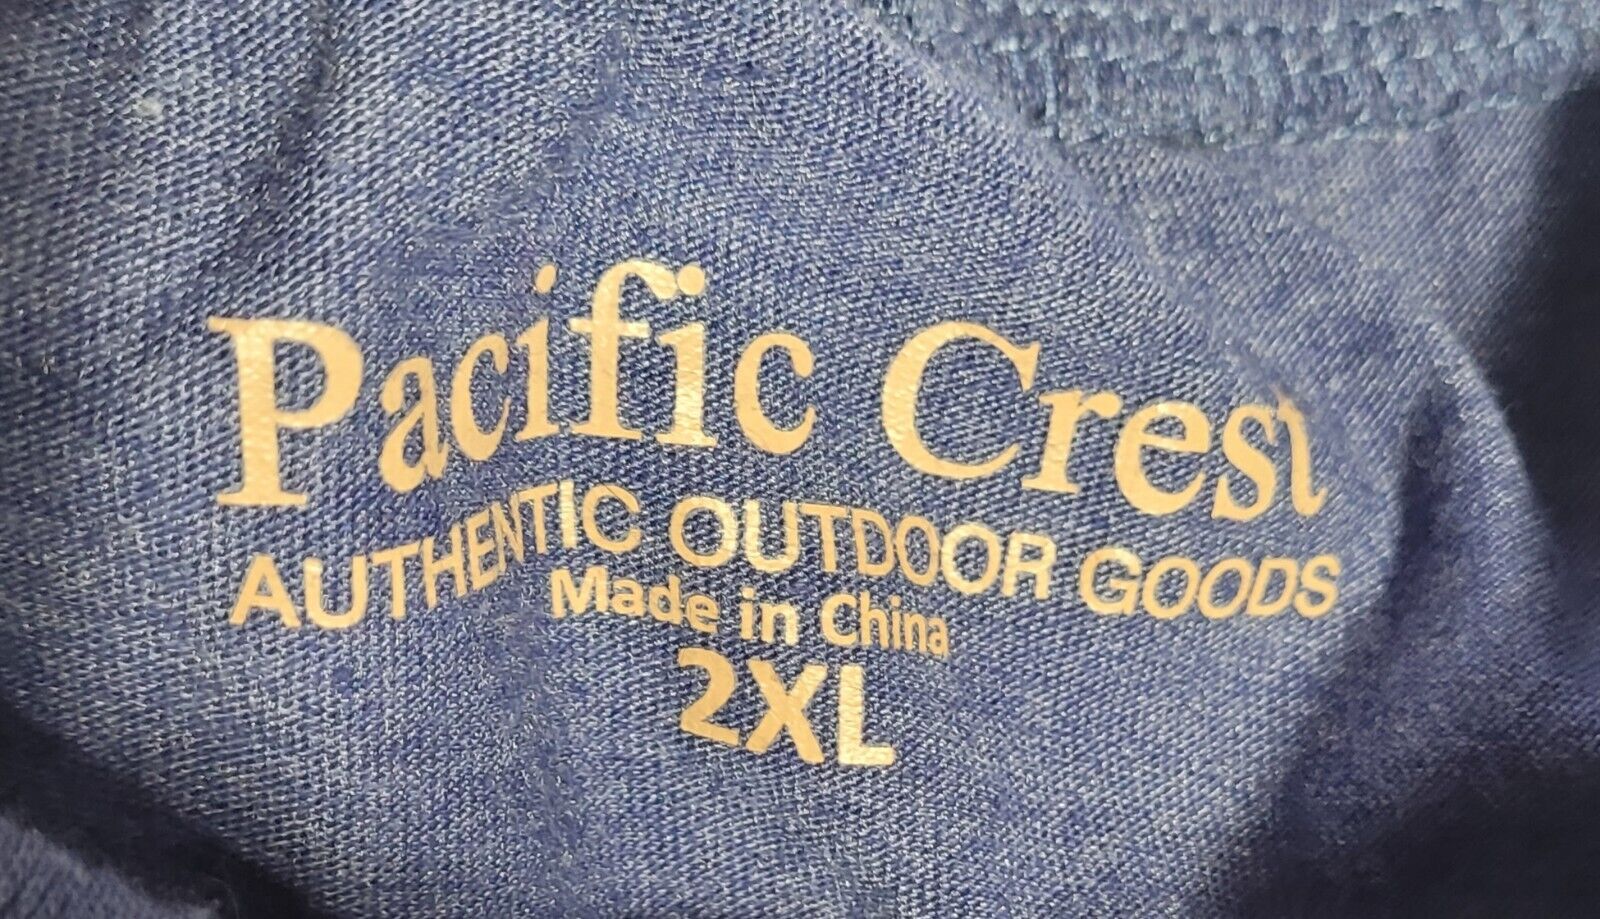 Pacific Crest
AUTHENTIC OUTDOOR GOODS
Made in China
2XL